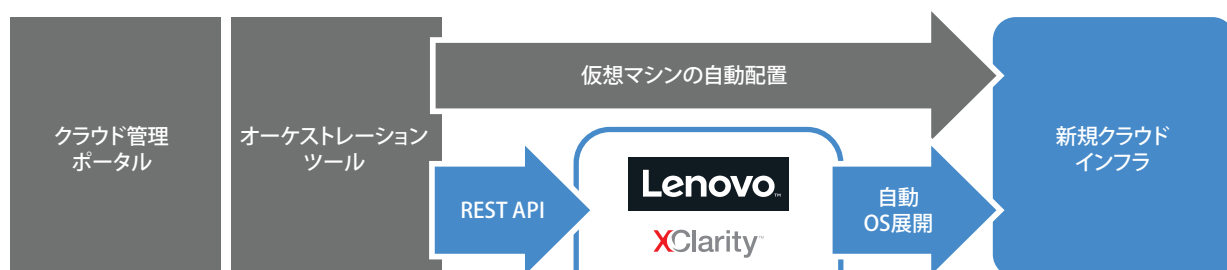 クラウド管理
ポータル
オーケストレーション
ツール
仮想マシンの自動配置
REST API
Lenovo™
XClarity™
自動
OS展開
新規クラウド
インフラ